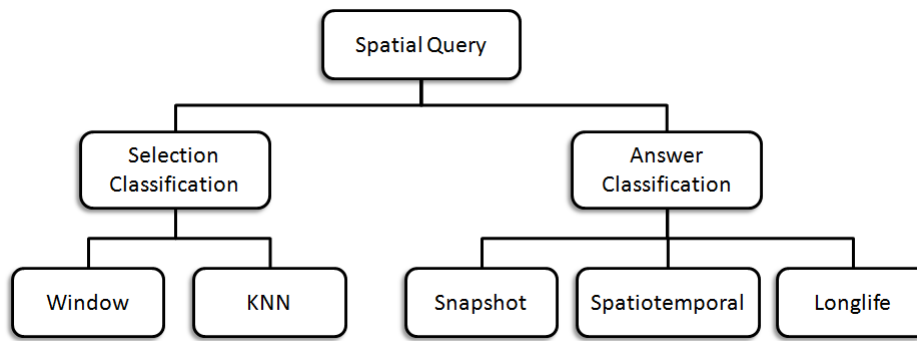 Spatial Query
Selection
Classification
Answer
Classification
Window
KNN
Snapshot
Spatiotemporal
Longlife